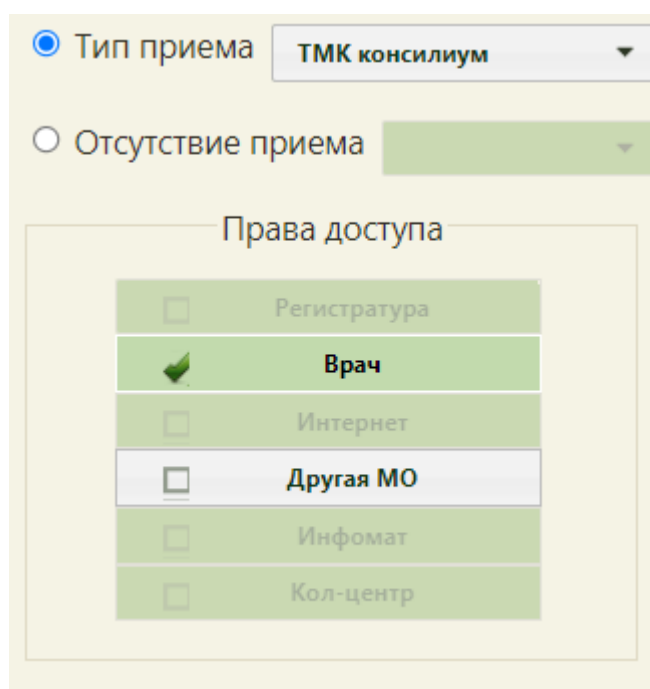 Тип приема ТМК консилиум
Отсутствие приема
Права доступа
Регистратура
Врач
Интернет
Другая МО
Инфомат
Кол-центр